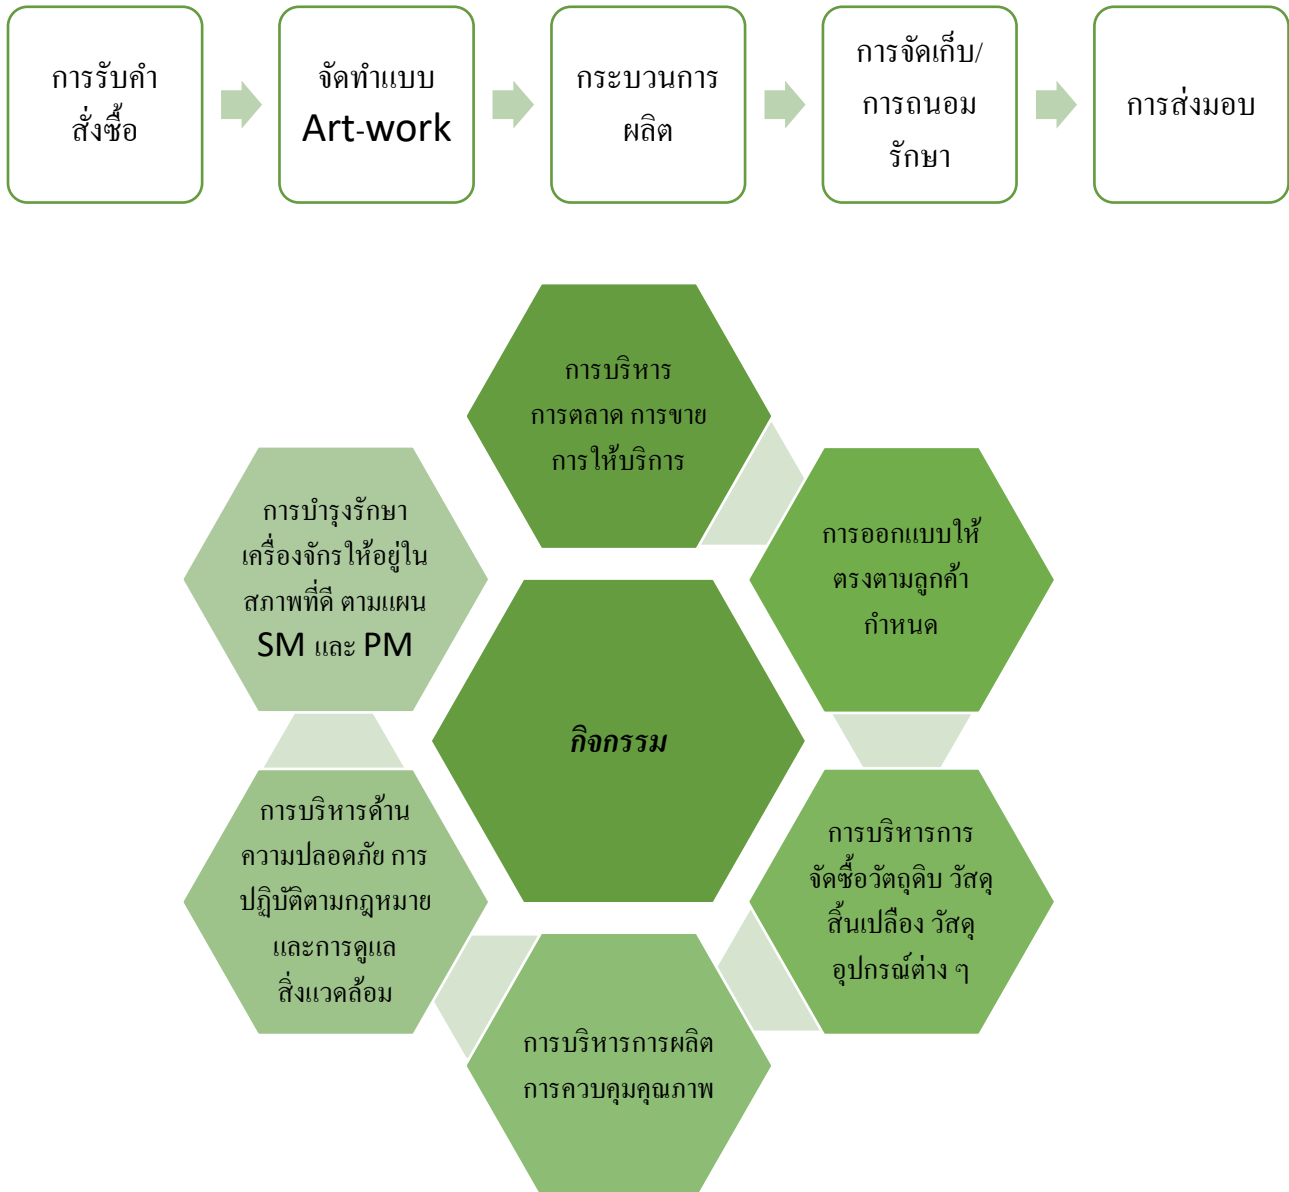 การรับคำ
สั่งซื้อ
จัดทำแบบ
Art-work
กระบวนการ
ผลิต
การจัดเก็บ/
การถนอม
รักษา
การส่งมอบ
การบริหาร
การตลาด การขาย
การให้บริการ
การออกแบบให้
ตรงตามลูกค้า
กำหนด
การบริหารการ
จัดซื้อวัตถุดิบ วัสดุ
สิ้นเปลือง วัสดุ
อุปกรณ์ต่าง ๆ
การบริหารการผลิต
การควบคุมคุณภาพ
การบริหารด้าน
ความปลอดภัย การ
ปฏิบัติตามกฎหมาย
และการดูแล
สิ่งแวดล้อม
การบำรุงรักษา
เครื่องจักรให้อยู่ใน
สภาพที่ดี ตามแผน
SM และ PM
กิจกรรม